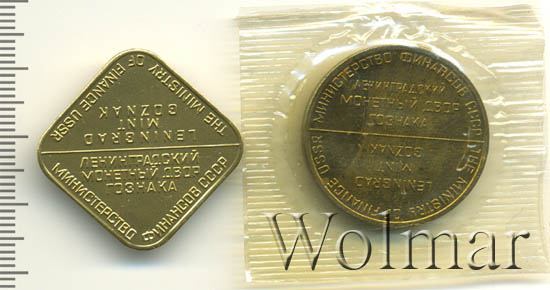 THE MINISTRY OF FINANCE USSR
LENINGRAD
MINT
GOZNAK
ЛЕНИНГРАДСКИЙ
МОНЕТНЫЙ ДВОР
ГОЗНАКА
МИНИСТЕРСТВО ФИНАНСОВ СССР
МИНИСТЕРСТВО ФИНАНСОВ СССР
ЛЕНИНГРАДСКИЙ
МОНЕТНЫЙ ДВОР
ГОЗНАКА
THE MINISTRY OF FINANCE USSR
LENINGRAD
MINT
GOZNAK
Wolmar